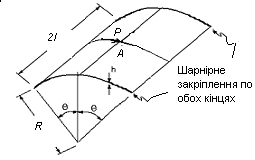 2l
P
A
h
Шарнірне
закріплення по
обох кінцях
R
Θ
Θ